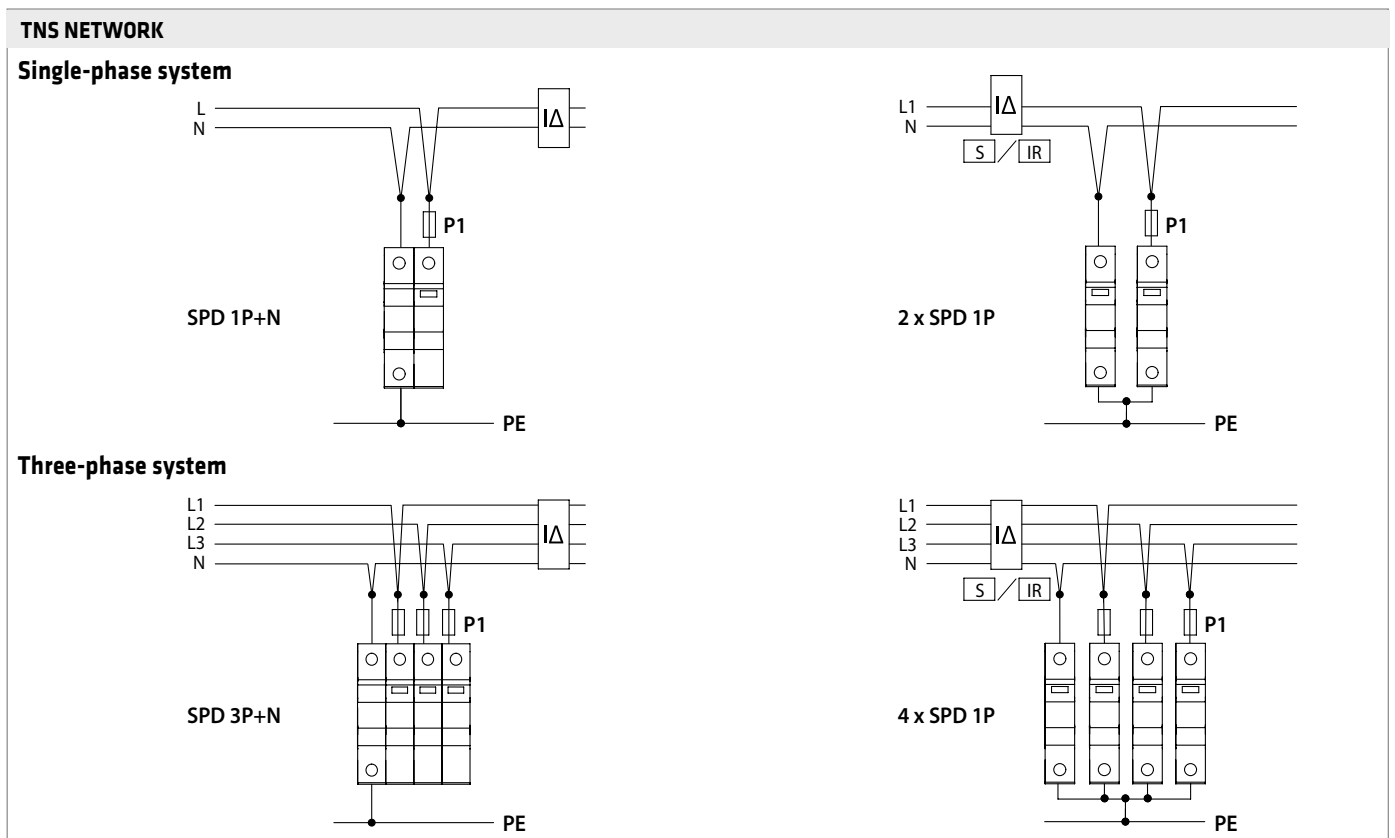 TNS NETWORK
Single-phase system
L
N
IΔ
P1
SPD 1P+N
PE
L1
N
IΔ
S / IR
P1
2 x SPD 1P
PE
Three-phase system
L1
L2
L3
N
IΔ
P1
SPD 3P+N
PE
L1
L2
L3
N
IΔ
S / IR
P1
4 x SPD 1P
PE